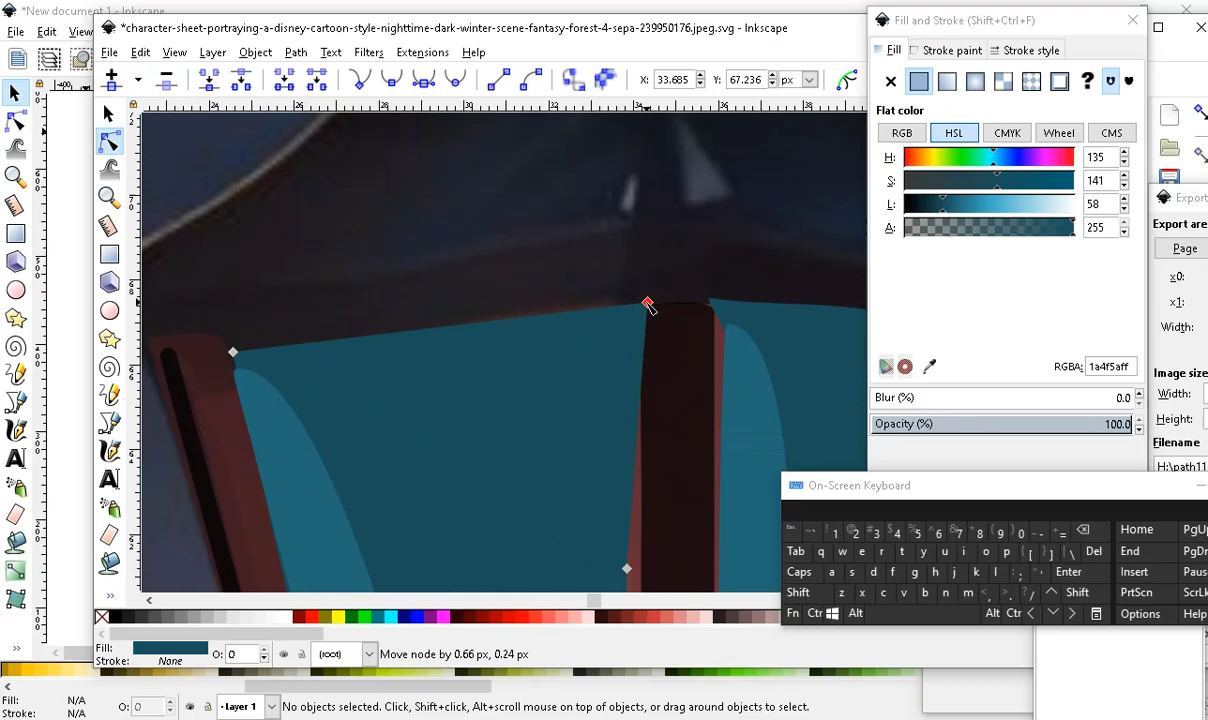 *New document 1 - Inkscape
File Edit View
*character-sheet-portraying-a-disney-cartoon-style-nighttime-dark-winter-scene-fantasy-forest-4-sepa-239950176.jpeg.svg - Inkscape
File Edit View Layer Object Path Text Filters Extensions Help
X: 33.685 Y: 67.236 px
Fill and Stroke (Shift+Ctrl+F)
Fill Stroke paint Stroke style
Flat color
RGB HSL CMYK Wheel CMS
H: 135
S: 141
L: 58
A: 255
RGBA: 1a4f5aff
Blur (%) 0.0
Opacity (%) 100.0
Export
Export area
Page
x0:
x1:
Width:
Image size
Width:
Height:
Filename
H:\path11
On-Screen Keyboard
Home PgU
Tab q w e r t y u i o p Del End PgD
Caps a s d f g h j k l Enter Insert Paus
Shift z x c v b n m Shift PrtScn ScrL
Fn Ctr Alt Alt Ctr Options Help
Fill:
Stroke: None
O: 0 (root) Move node by 0.66 px, 0.24 px
Fill: N/A
Stroke: N/A
O: 0 Layer 1 No objects selected. Click, Shift+click, Alt+scroll mouse on top of objects, or drag around objects to select.